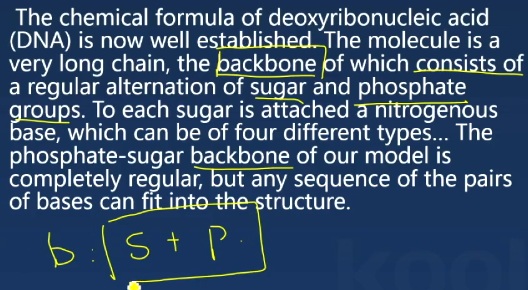 The chemical formula of deoxyribonucleic acid
(DNA) is now well established. The molecule is a
very long chain, the backbone of which consists of
a regular alternation of sugar and phosphate
groups. To each sugar is attached a nitrogenous
base, which can be of four different types... The
phosphate-sugar backbone of our model is
completely regular, but any sequence of the pairs
of bases can fit into the structure.
b: S + P.